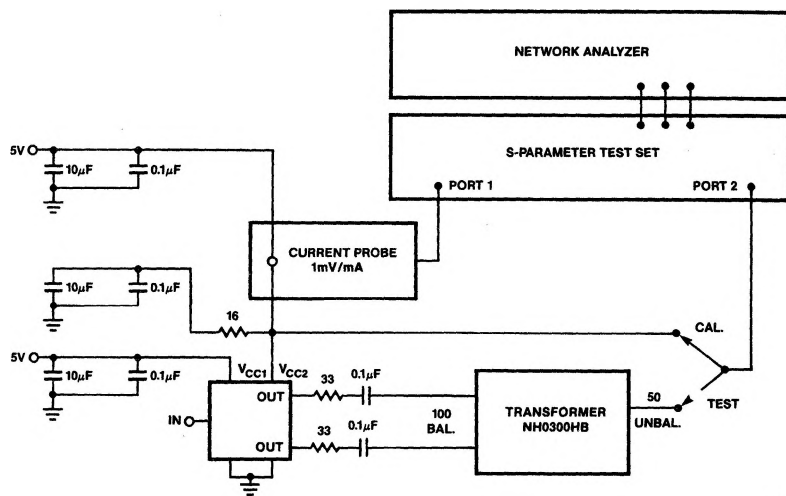 NETWORK ANALYZER
S-PARAMETER TEST SET
PORT 1
PORT 2
5V
10μF
0.1μF
CURRENT PROBE
1mV/mA
10μF
0.1μF
16
CAL.
5V
10μF
0.1μF
VCC1
VCC2
33
0.1μF
OUT
IN
100
BAL.
TRANSFORMER
NH0300HB
50
UNBAL.
TEST
33
0.1μF
OUT